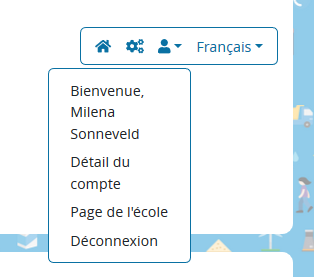 Français
Bienvenue,
Milena
Sonneveld
Détail du
compte
Page de l'école
Déconnexion